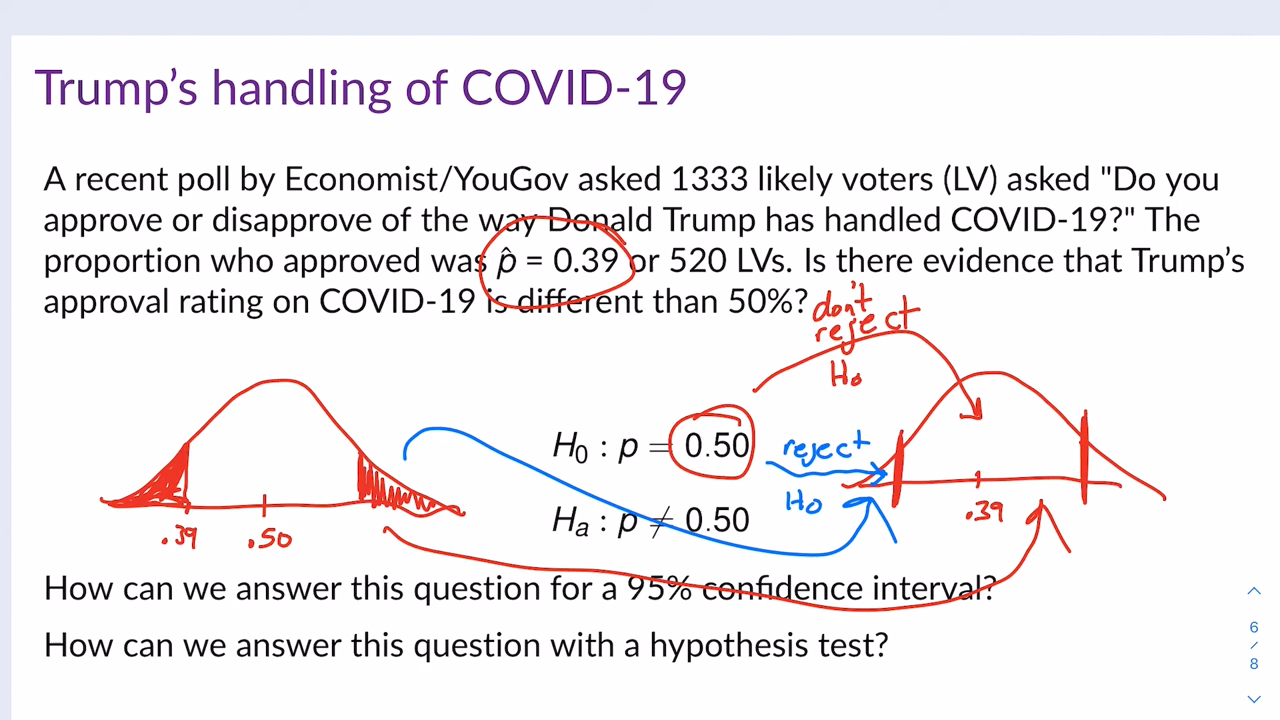 Trump's handling of COVID-19
A recent poll by Economist/YouGov asked 1333 likely voters (LV) asked "Do you
approve or disapprove of the way Donald Trump has handled COVID-19?" The
proportion who approved was p̂ = 0.39 or 520 LVs. Is there evidence that Trump's
approval rating on COVID-19 is different than 50%?
don't
reject
H₀
H₀ : p = 0.50
reject
H₀
Hₐ : p ≠ 0.50
.39 .50
.39
How can we answer this question for a 95% confidence interval?
How can we answer this question with a hypothesis test?
6
/
8